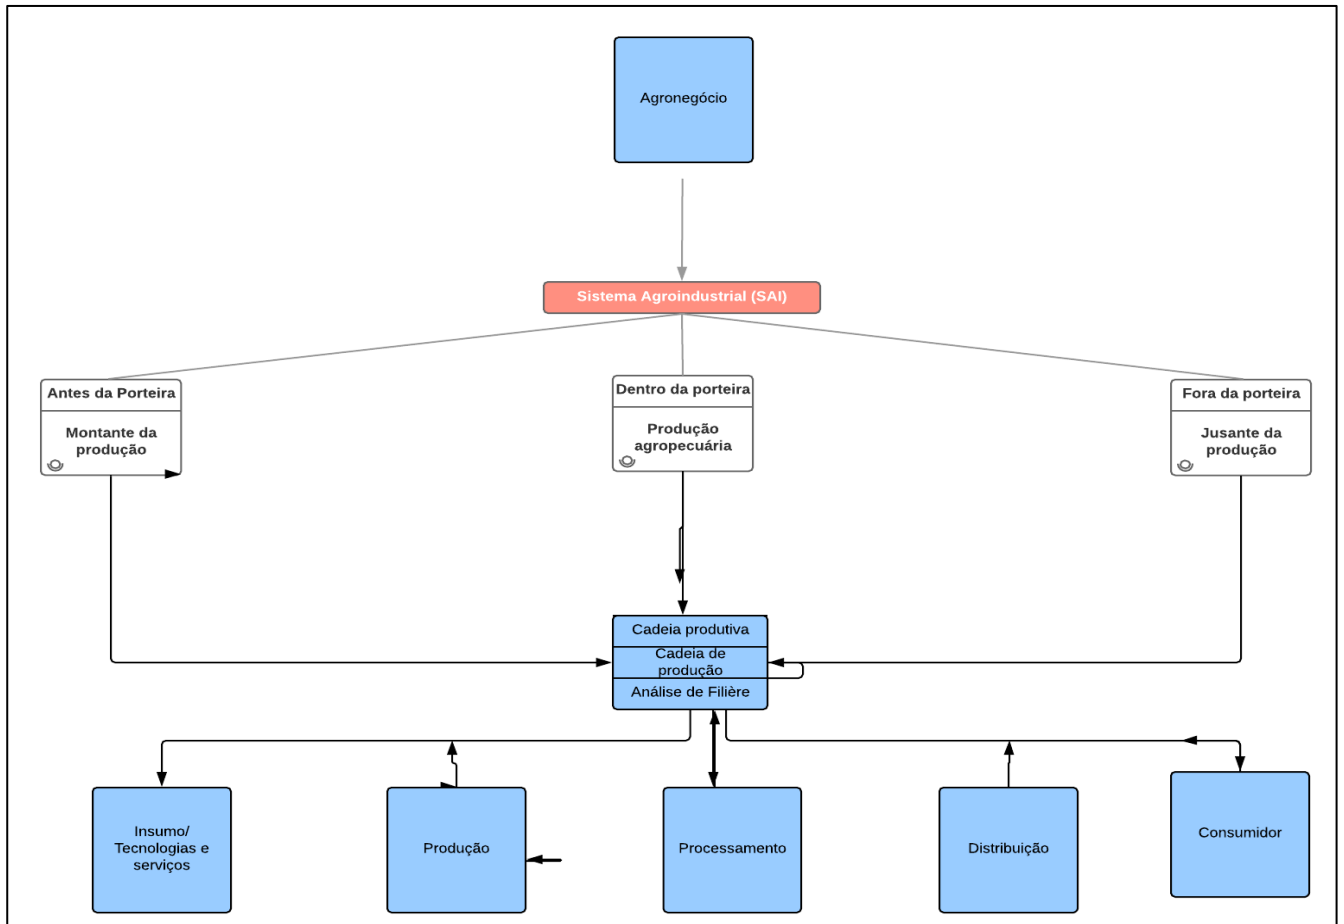 Agronegócio
Sistema Agroindustrial (SAI)
Antes da Porteira
Montante da
produção
Dentro da porteira
Produção
agropecuária
Fora da porteira
Jusante da
produção
Cadeia produtiva
Cadeia de
produção
Análise de Filière
Insumo/
Tecnologias e
serviços
Produção
Processamento
Distribuição
Consumidor